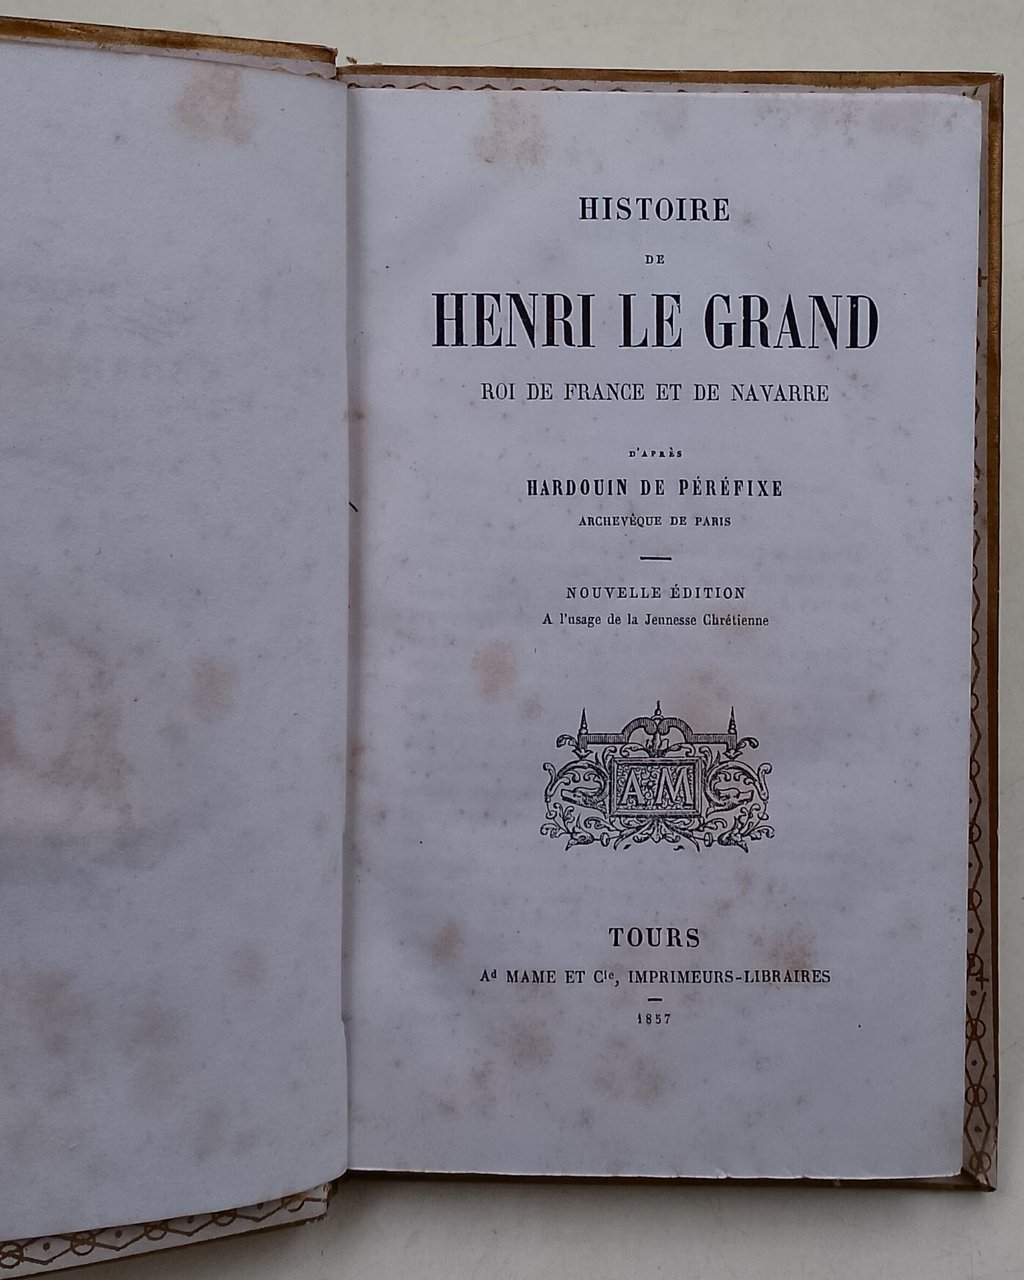 HISTOIRE
DE
HENRI LE GRAND
ROI DE FRANCE ET DE NAVARRE
D'APRÈS
HARDOUIN DE PÉRÉFIXE
ARCHEVÊQUE DE PARIS
NOUVELLE ÉDITION
A l'usage de la Jeunesse Chrétienne
AM
TOURS
Ad MAME ET Cie, IMPRIMEURS-LIBRAIRES
1857